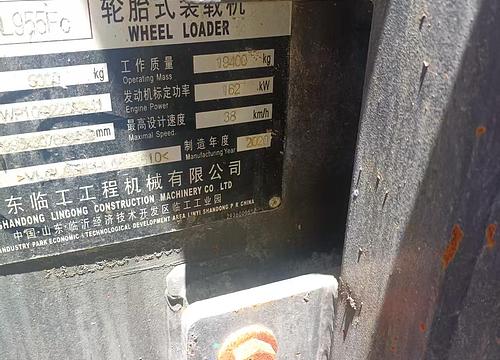 L955Fc
轮胎式装载机
WHEEL LOADER
kg
工作质量 19400 kg
Operating Mass
发动机标定功率 162 kW
Engine Power
mm
最高设计速度 38 km/h
Maximal Speed
制造年度 2020
Manufacturing Year
东临工工程机械有限公司
SHANDONG LINGONG CONSTRUCTION MACHINERY CO LTD
中国·山东·临沂经济技术开发区临工工业园
INDUSTRY PARK ECONOMIC & TECHNOLOGICAL DEVELOPMENT AREA LINYI SHANDONG P R CHINA